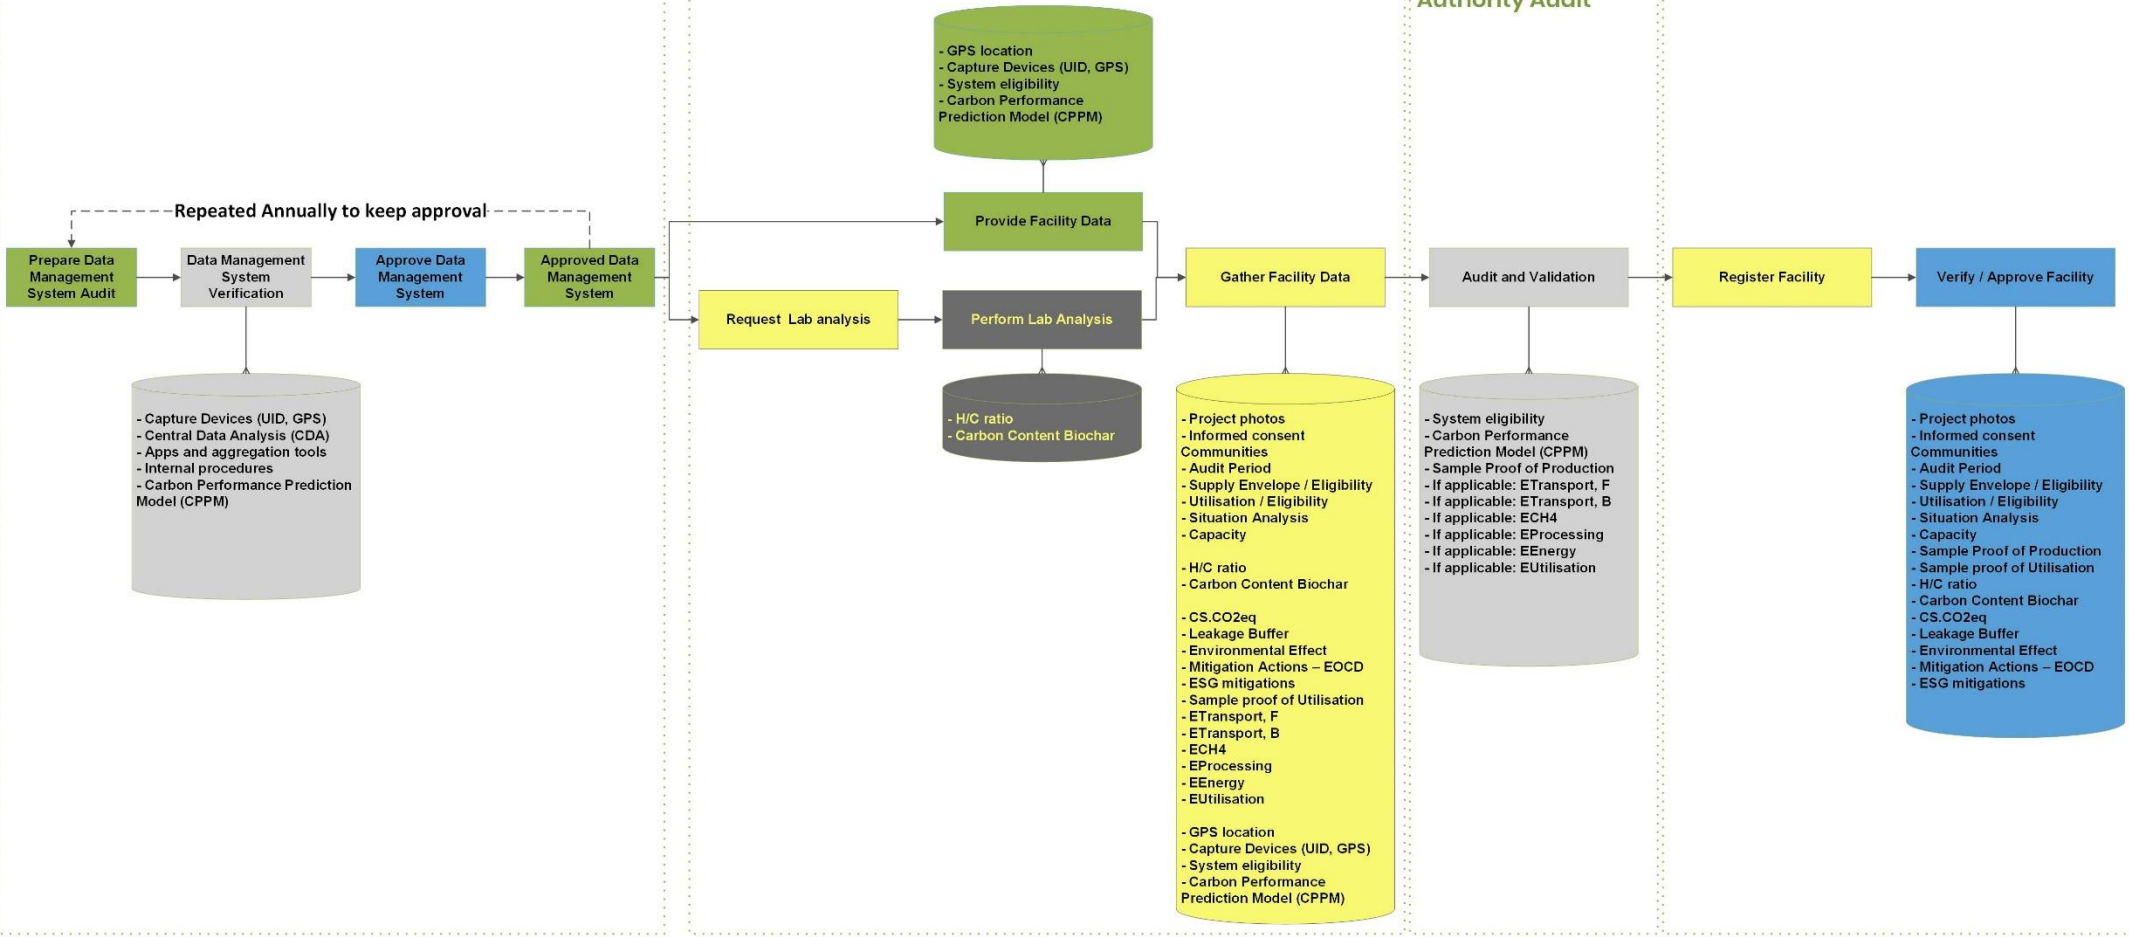 Authority Audit
- GPS location
- Capture Devices (UID, GPS)
- System eligibility
- Carbon Performance
Prediction Model (CPPM)
Repeated Annually to keep approval
Prepare Data
Management
System Audit
Data Management
System
Verification
Approve Data
Management
System
Approved Data
Management
System
Provide Facility Data
Request Lab analysis
Perform Lab Analysis
Gather Facility Data
Audit and Validation
Register Facility
Verify / Approve Facility
- Capture Devices (UID, GPS)
- Central Data Analysis (CDA)
- Apps and aggregation tools
- Internal procedures
- Carbon Performance Prediction
Model (CPPM)
- H/C ratio
- Carbon Content Biochar
- Project photos
- Informed consent
Communities
- Audit Period
- Supply Envelope / Eligibility
- Utilisation / Eligibility
- Situation Analysis
- Capacity
- H/C ratio
- Carbon Content Biochar
- CS.CO2eq
- Leakage Buffer
- Environmental Effect
- Mitigation Actions – EOCD
- ESG mitigations
- Sample proof of Utilisation
- ETransport, F
- ETransport, B
- ECH4
- EProcessing
- EEnergy
- EUtilisation
- GPS location
- Capture Devices (UID, GPS)
- System eligibility
- Carbon Performance
Prediction Model (CPPM)
- System eligibility
- Carbon Performance
Prediction Model (CPPM)
- Sample Proof of Production
- If applicable: ETransport, F
- If applicable: ETransport, B
- If applicable: ECH4
- If applicable: EProcessing
- If applicable: EEnergy
- If applicable: EUtilisation
- Project photos
- Informed consent
Communities
- Audit Period
- Supply Envelope / Eligibility
- Utilisation / Eligibility
- Situation Analysis
- Capacity
- Sample Proof of Production
- Sample proof of Utilisation
- H/C ratio
- Carbon Content Biochar
- CS.CO2eq
- Leakage Buffer
- Environmental Effect
- Mitigation Actions – EOCD
- ESG mitigations